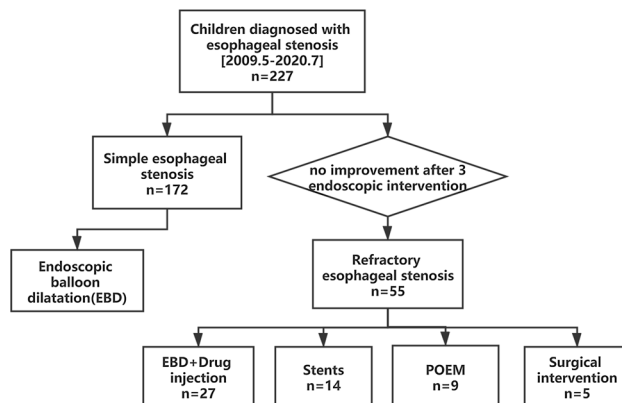 Children diagnosed with
esophageal stenosis
[2009.5-2020.7]
n=227
Simple esophageal
stenosis
n=172
no improvement after 3
endoscopic intervention
Endoscopic
balloon
dilatation(EBD)
Refractory
esophageal stenosis
n=55
EBD+Drug
injection
n=27
Stents
n=14
POEM
n=9
Surgical
intervention
n=5